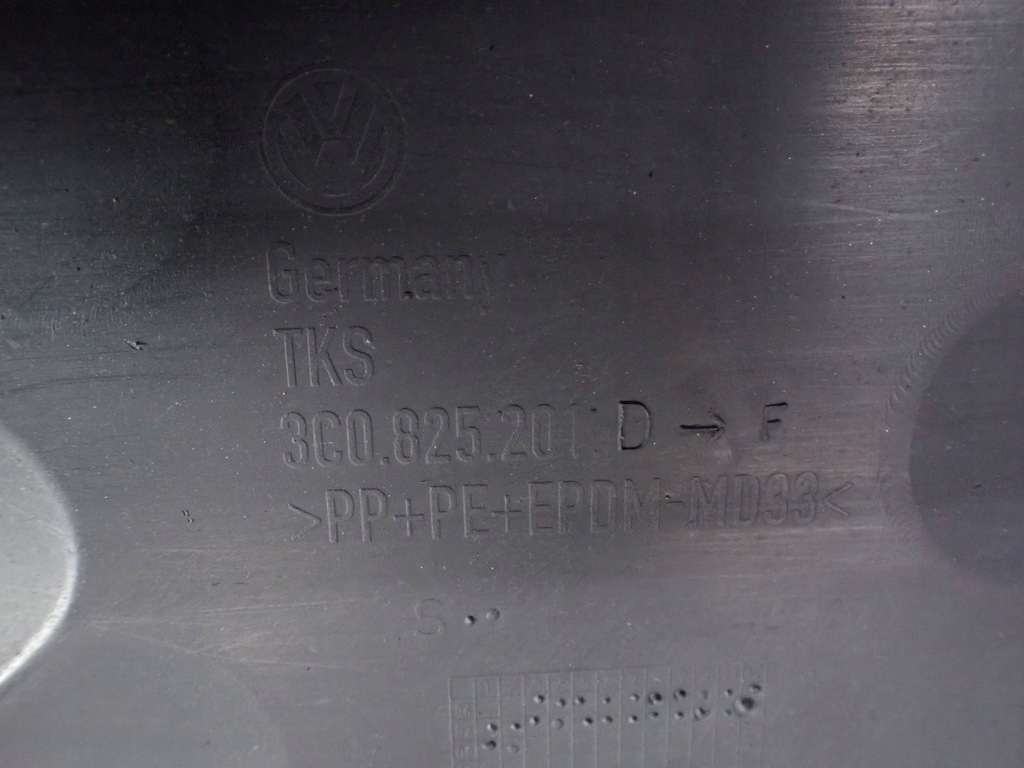 Germany
TKS
3C0.825.201. D → F
>PP+PE+EPDM-MD33<
S